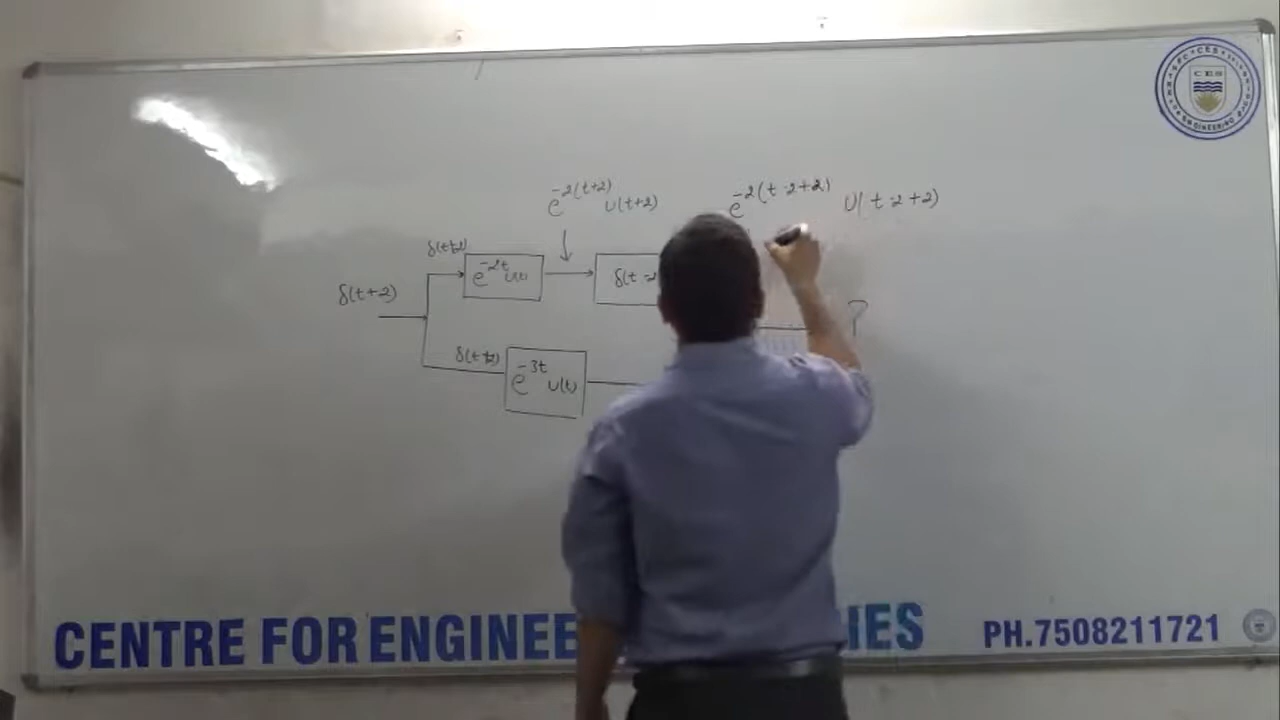 CES
e^-2(t+2) u(t+2)
e^-2(t-2+2) u(t-2+2)
δ(t+2)
e^-2t u(t)
δ(t-2
δ(t+2)
?
δ(t+2)
e^-3t u(t)
CENTRE FOR ENGINEE IES
PH.7508211721